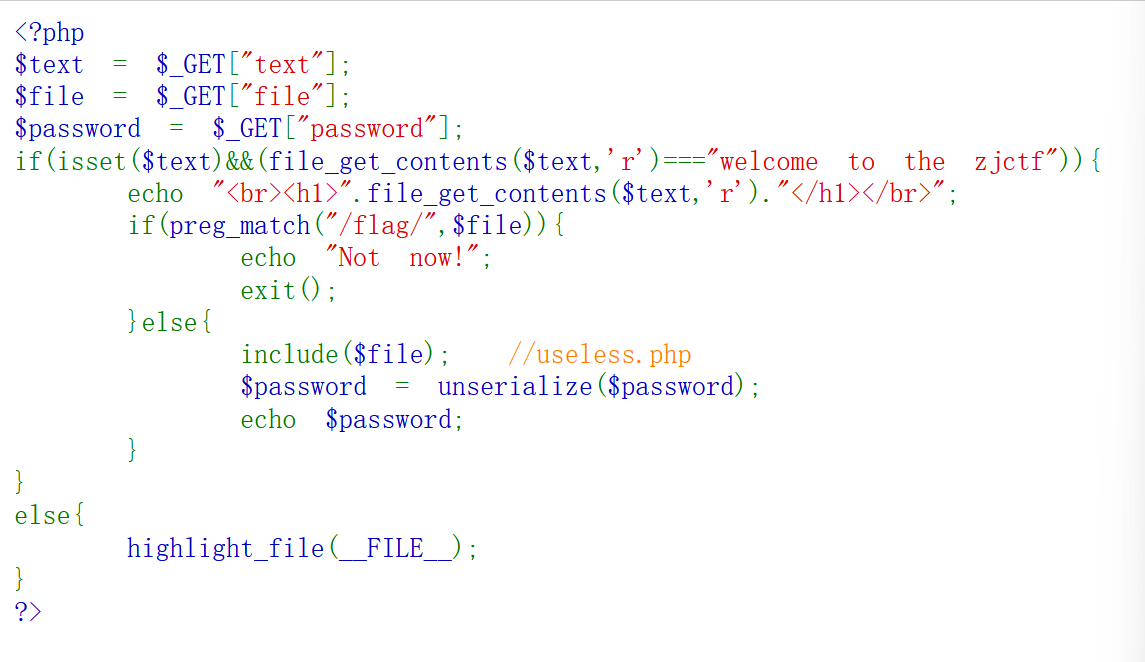 <?php
$text = $_GET["text"];
$file = $_GET["file"];
$password = $_GET["password"];
if(isset($text)&&(file_get_contents($text,'r')==="welcome to the zjctf")){
        echo "<br><h1>".file_get_contents($text,'r')."</h1></br>";
        if(preg_match("/flag/",$file)){
                echo "Not now!";
                exit();
        }else{
                include($file);  //useless.php
                $password = unserialize($password);
                echo $password;
        }
}
else{
        highlight_file(__FILE__);
}
?>